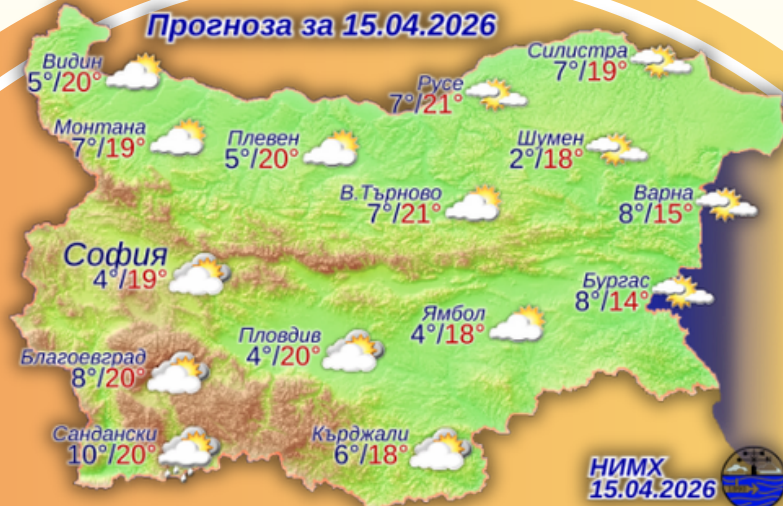 Прогноза за 15.04.2026
Видин
5°/20°
Силистра
7°/19°
Русе
7°/21°
Монтана
7°/19°
Плевен
5°/20°
Шумен
2°/18°
В.Търново
7°/21°
Варна
8°/15°
София
4°/19°
Бургас
8°/14°
Ямбол
4°/18°
Пловдив
4°/20°
Благоевград
8°/20°
Сандански
10°/20°
Кърджали
6°/18°
НИМХ
15.04.2026